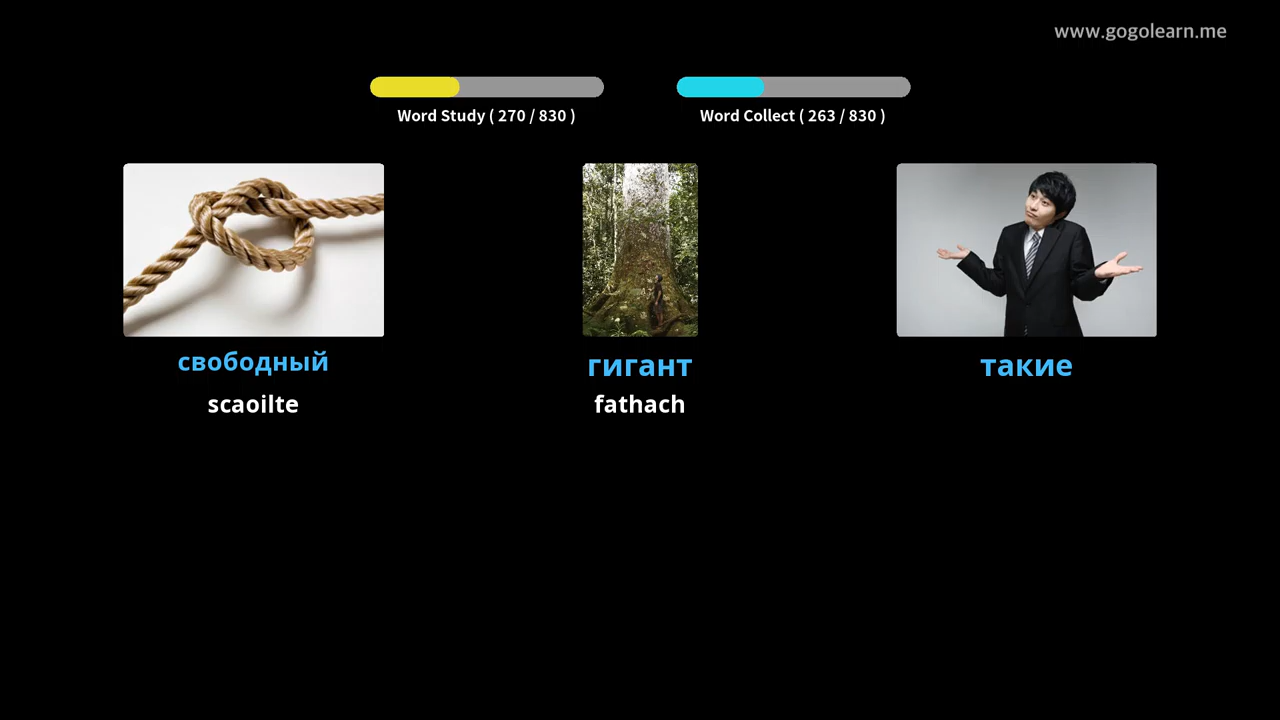 www.gogolearn.me
Word Study ( 270 / 830 )
Word Collect ( 263 / 830 )
свободный
scaoilte
гигант
fathach
такие